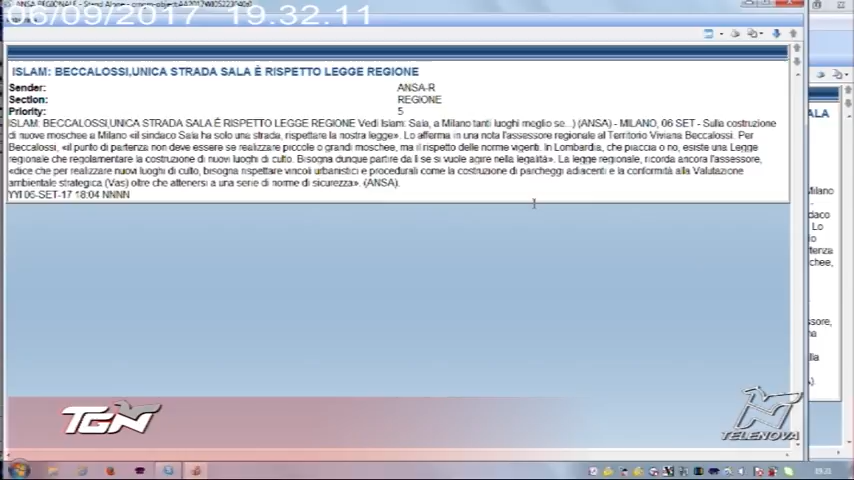 06/09/2017 19.32.11
ISLAM: BECCALOSSI,UNICA STRADA SALA È RISPETTO LEGGE REGIONE
Sender: ANSA-R
Section: REGIONE
Priority: 5
ISLAM: BECCALOSSI,UNICA STRADA SALA È RISPETTO LEGGE REGIONE Vedi Islam: Sala, a Milano tanti luoghi meglio se...) (ANSA) - MILANO, 06 SET - Sulla costruzione
di nuove moschee a Milano «il sindaco Sala ha solo una strada, rispettare la nostra legge». Lo afferma in una nota l'assessore regionale al Territorio Viviana Beccalossi. Per
Beccalossi, «il punto di partenza non deve essere se realizzare piccole o grandi moschee, ma il rispetto delle norme vigenti. In Lombardia, che piaccia o no, esiste una Legge
regionale che regolamentare la costruzione di nuovi luoghi di culto. Bisogna dunque partire da lì se si vuole agire nella legalità». La legge regionale, ricorda ancora l'assessore,
«dice che per realizzare nuovi luoghi di culto, bisogna rispettare vincoli urbanistici e procedurali come la costruzione di parcheggi adiacenti e la conformità alla Valutazione
ambientale strategica (Vas) oltre che attenersi a una serie di norme di sicurezza». (ANSA).
YYI 06-SET-17 18:04 NNNN
ALA
Milano
daco
Lo
chee,
TGN
TELENOVA